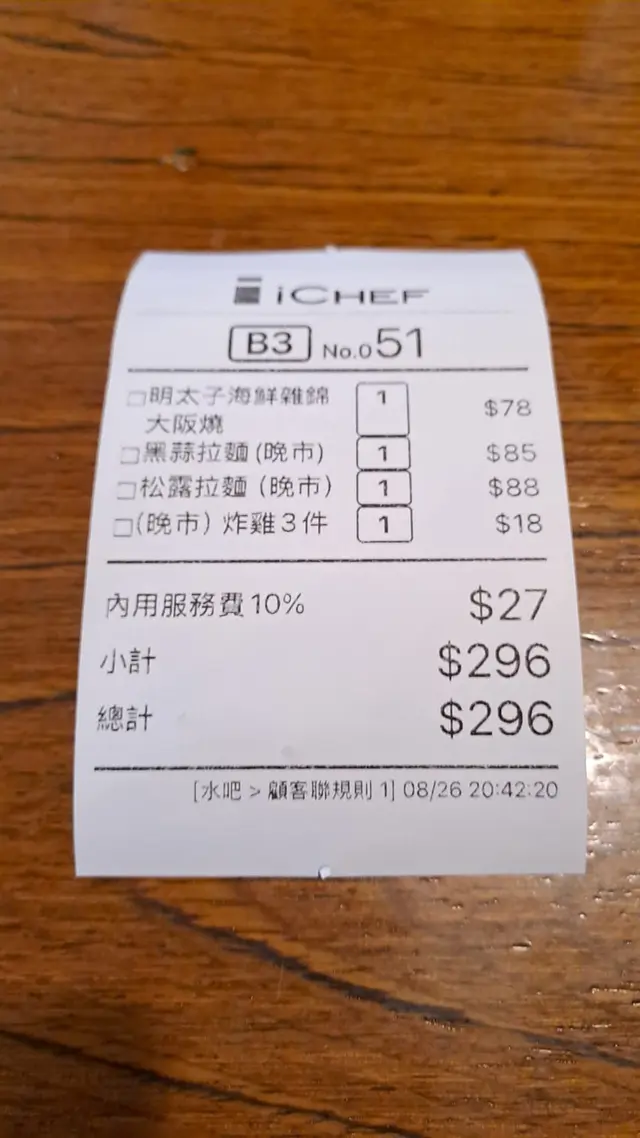 iCHEF
B3 No.051
□明太子海鮮雜錦 1 $78
大阪燒
□黑蒜拉麵 (晚市) 1 $85
□松露拉麵 (晚市) 1 $88
□(晚市) 炸雞3件 1 $18
內用服務費10% $27
小計 $296
總計 $296
[水吧 > 顧客聯規則 1] 08/26 20:42:20